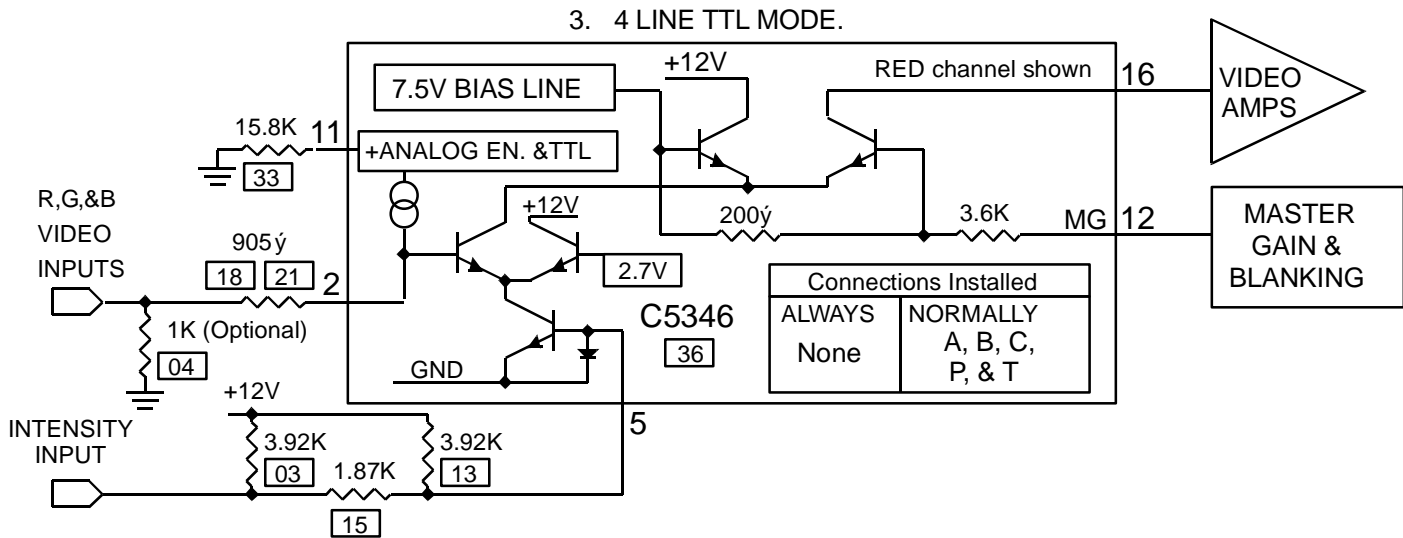 3. 4 LINE TTL MODE.
+12V
RED channel shown
16
VIDEO
AMPS
7.5V BIAS LINE
15.8K
11
+ANALOG EN. &TTL
33
R,G,&B
VIDEO
INPUTS
905ý
18
21
2
+12V
2.7V
200ý
3.6K
MG
12
MASTER
GAIN &
BLANKING
1K (Optional)
04
C5346
36
Connections Installed
ALWAYS
None
NORMALLY
A, B, C,
P, & T
GND
+12V
5
INTENSITY
INPUT
3.92K
03
1.87K
15
3.92K
13